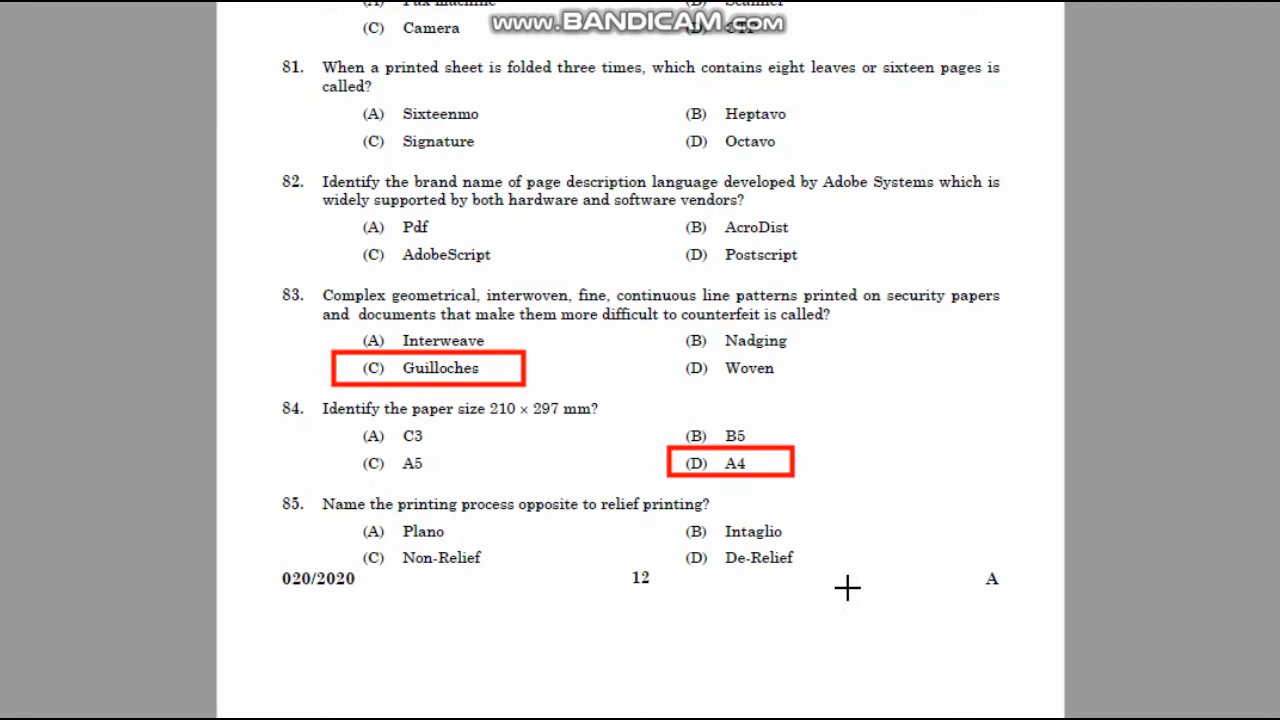 (A) Fax machine (B) Scanner
www.BANDICAM.com
(C) Camera (D)
81. When a printed sheet is folded three times, which contains eight leaves or sixteen pages is
called?
(A) Sixteenmo (B) Heptavo
(C) Signature (D) Octavo
82. Identify the brand name of page description language developed by Adobe Systems which is
widely supported by both hardware and software vendors?
(A) Pdf (B) AcroDist
(C) AdobeScript (D) Postscript
83. Complex geometrical, interwoven, fine, continuous line patterns printed on security papers
and documents that make them more difficult to counterfeit is called?
(A) Interweave (B) Nadging
(C) Guilloches (D) Woven
84. Identify the paper size 210 × 297 mm?
(A) C3 (B) B5
(C) A5 (D) A4
85. Name the printing process opposite to relief printing?
(A) Plano (B) Intaglio
(C) Non-Relief (D) De-Relief
020/2020 12 A